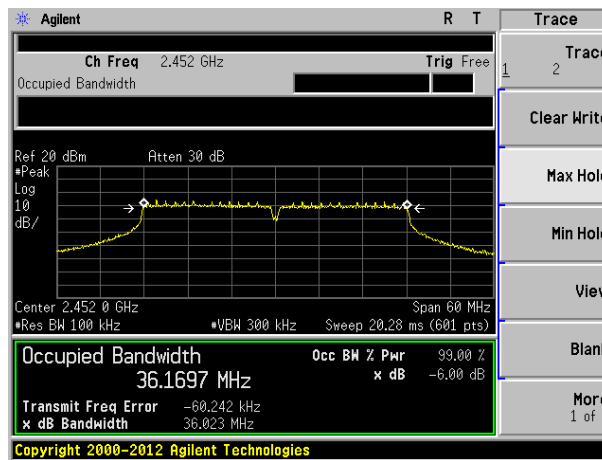 Agilent R T Trace
Ch Freq 2.452 GHz Trig Free
Occupied Bandwidth
Trace
1 2
Clear Write
Max Hold
Min Hold
View
Blank
More
1 of
Ref 20 dBm Atten 30 dB
#Peak
Log
10
dB/
Center 2.452 0 GHz Span 60 MHz
#Res BW 100 kHz #VBW 300 kHz Sweep 20.28 ms (601 pts)
Occupied Bandwidth Occ BW % Pwr 99.00 %
36.1697 MHz x dB -6.00 dB
Transmit Freq Error -60.242 kHz
x dB Bandwidth 36.023 MHz
Copyright 2000-2012 Agilent Technologies